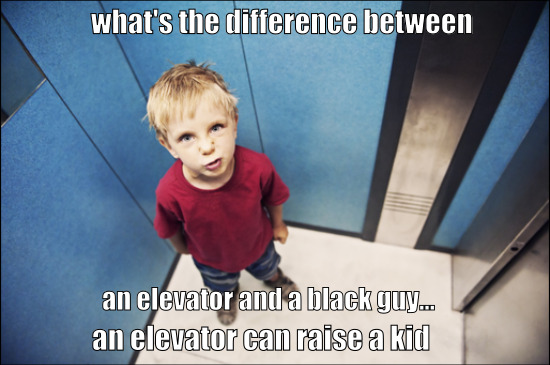 what's the difference between
an elevator and a black guy...
an elevator can raise a kid